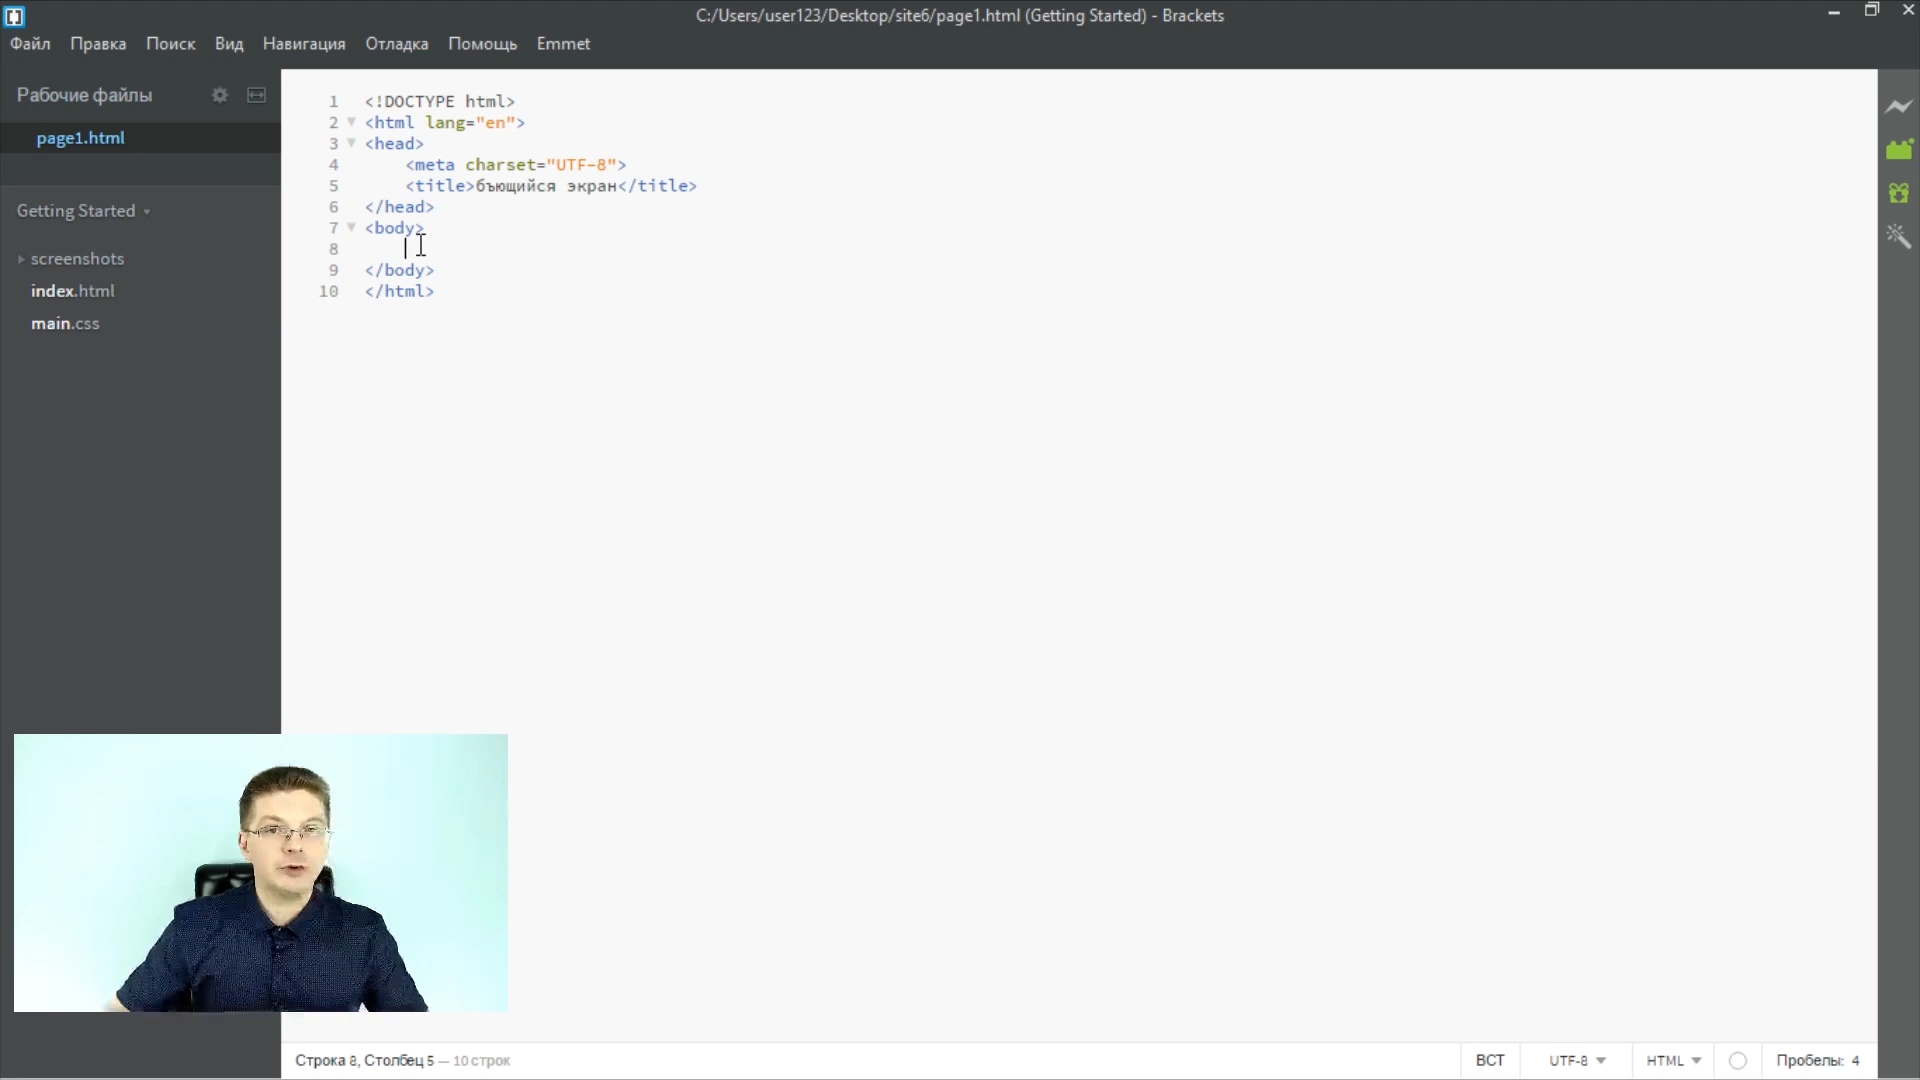 C:/Users/user123/Desktop/site6/page1.html (Getting Started) - Brackets
Файл Правка Поиск Вид Навигация Отладка Помощь Emmet
Рабочие файлы
page1.html
Getting Started
screenshots
index.html
main.css
1 <!DOCTYPE html>
2 <html lang="en">
3 <head>
4 <meta charset="UTF-8">
5 <title>бъющийся экран</title>
6 </head>
7 <body>
8
9 </body>
10 </html>
Строка 8, Столбец 5 — 10 строк
ВСТ UTF-8 HTML Пробелы: 4